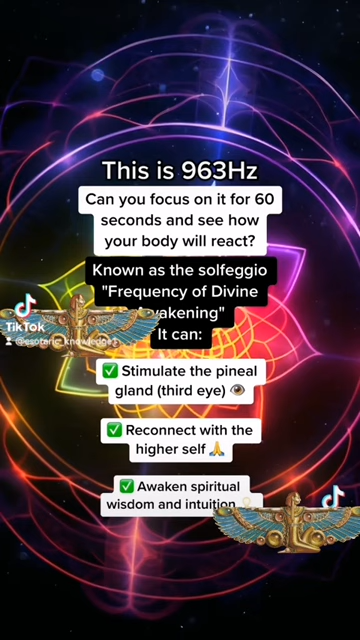 This is 963Hz
Can you focus on it for 60
seconds and see how
your body will react?
Known as the solfeggio
"Frequency of Divine
wakening"
It can:
TikTok
@esoteric_knowledge1
✅ Stimulate the pineal
gland (third eye) 👁️
✅ Reconnect with the
higher self 🙏
✅ Awaken spiritual
wisdom and intuition